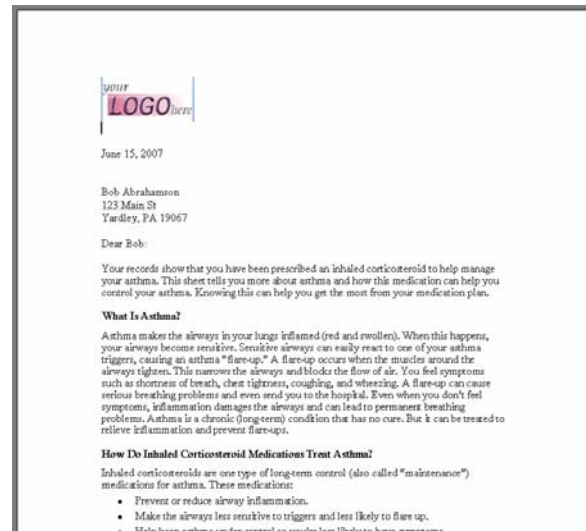 your
LOGO here
June 15, 2007
Bob Abrahamson
123 Main St
Yardley, PA 19067
Dear Bob:
Your records show that you have been prescribed an inhaled corticosteroid to help manage
your asthma. This sheet tells you more about asthma and how this medication can help you
control your asthma. Knowing this can help you get the most from your medication plan.
What Is Asthma?
Asthma makes the airways in your lungs inflamed (red and swollen). When this happens,
your airways become sensitive. Sensitive airways can easily react to one of your asthma
triggers, causing an asthma "flare-up." A flare-up occurs when the muscles around the
airways tighten. This narrows the airways and blocks the flow of air. You feel symptoms
such as shortness of breath, chest tightness, coughing, and wheezing. A flare-up can cause
serious breathing problems and even send you to the hospital. Even when you don't feel
symptoms, inflammation damages the airways and can lead to permanent breathing
problems. Asthma is a chronic (long-term) condition that has no cure. But it can be treated to
relieve inflammation and prevent flare-ups.
How Do Inhaled Corticosteroid Medications Treat Asthma?
Inhaled corticosteroids are one type of long-term control (also called "maintenance")
medications for asthma. These medications:
• Prevent or reduce airway inflammation.
• Make the airways less sensitive to triggers and less likely to flare up.